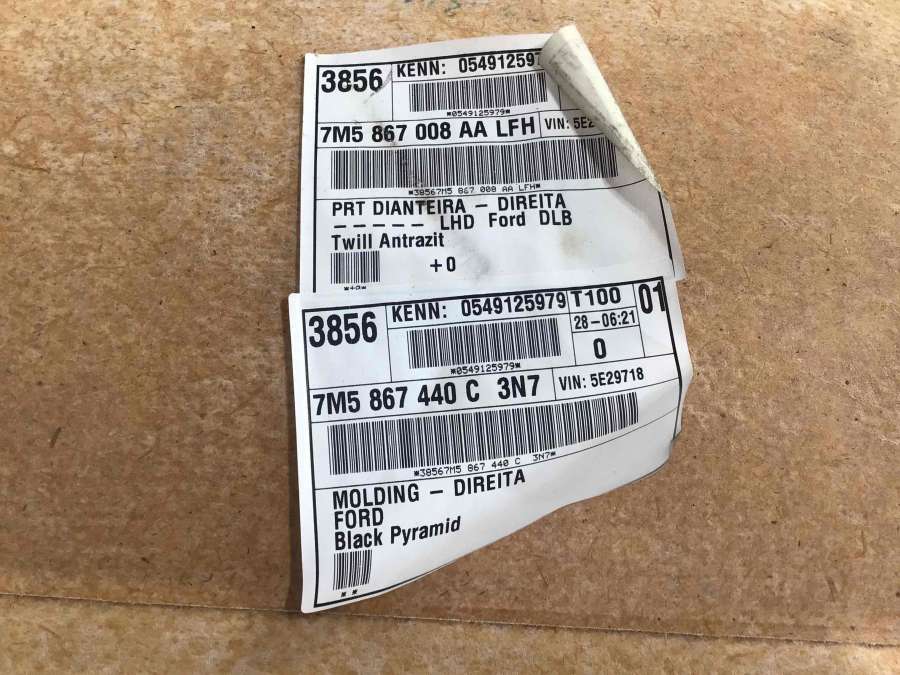 3856
KENN: 054912597
*0549125979*
7M5 867 008 AA LFH
VIN: 5E2
*38567M5 867 008 AA LFH*
PRT DIANTEIRA - DIREITA
----- LHD Ford DLB
Twill Antrazit
+0
*+0*
3856
KENN: 0549125979
T100
01
28-06:21
*0549125979*
0
7M5 867 440 C 3N7
VIN: 5E29718
*38567M5 867 440 C 3N7*
MOLDING - DIREITA
FORD
Black Pyramid
* *